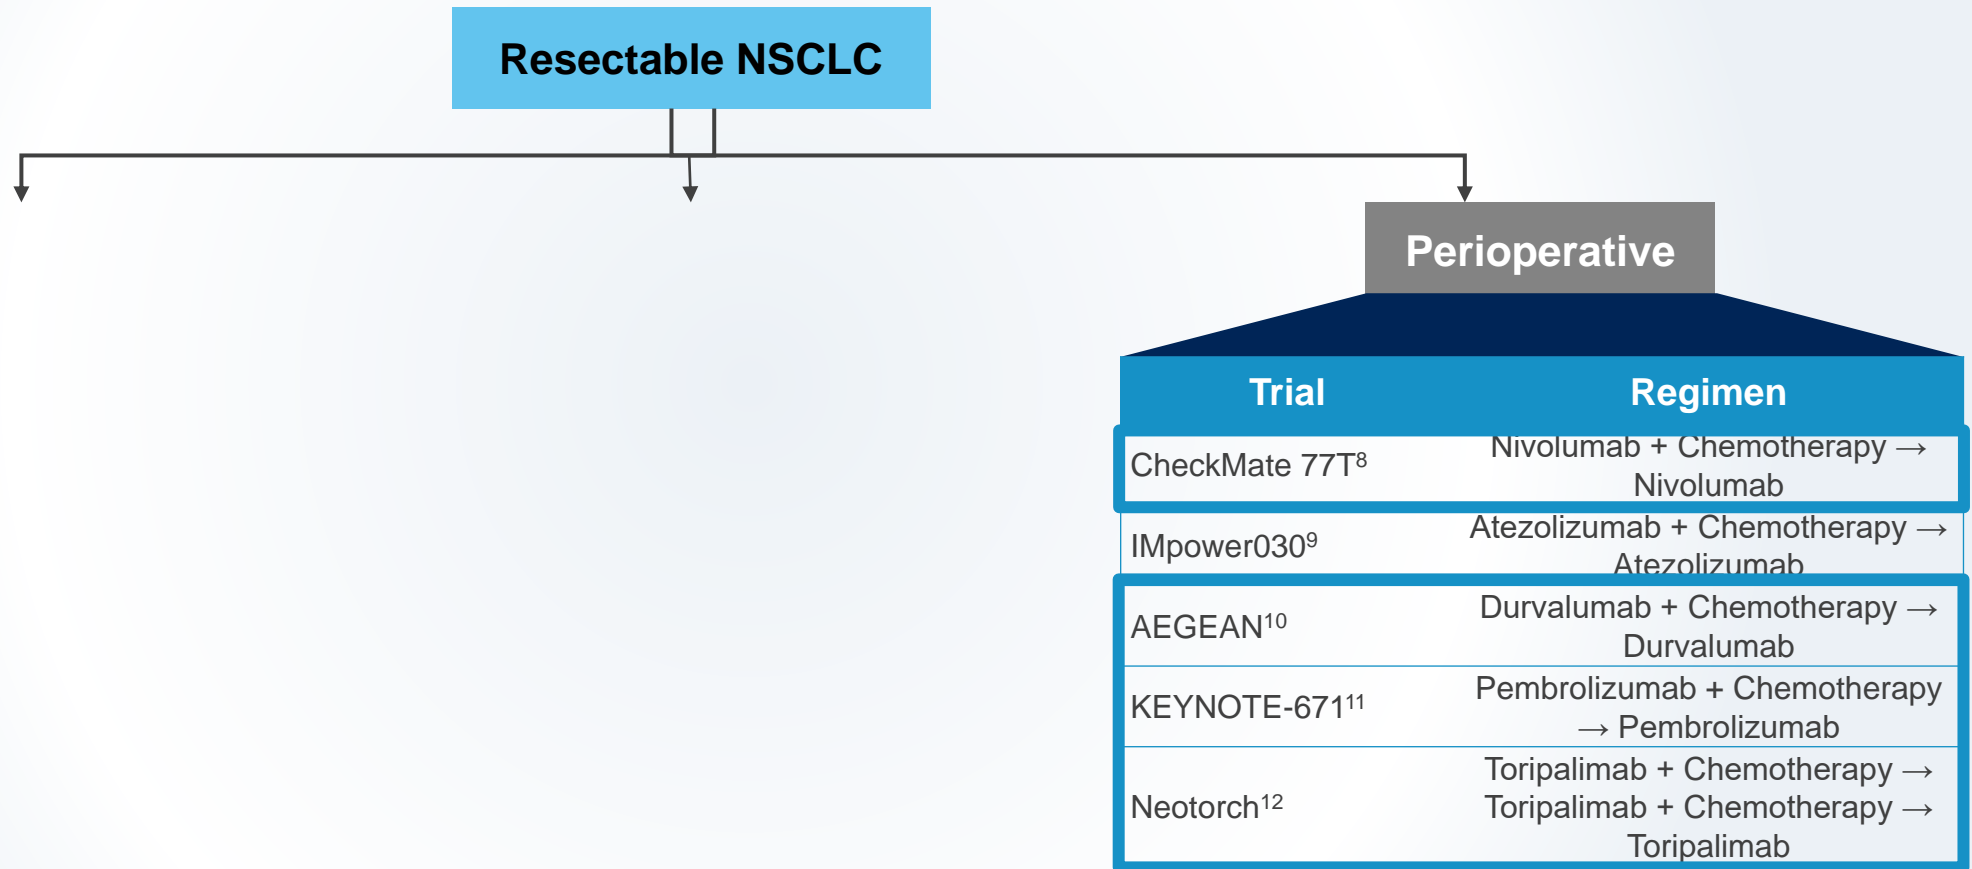 Resectable NSCLC
Perioperative
Trial Regimen
CheckMate 77T⁸
Nivolumab + Chemotherapy →
Nivolumab
IMpower030⁹
Atezolizumab + Chemotherapy →
Atezolizumab
AEGEAN¹⁰
Durvalumab + Chemotherapy →
Durvalumab
KEYNOTE-671¹¹
Pembrolizumab + Chemotherapy
→ Pembrolizumab
Neotorch¹²
Toripalimab + Chemotherapy →
Toripalimab + Chemotherapy →
Toripalimab